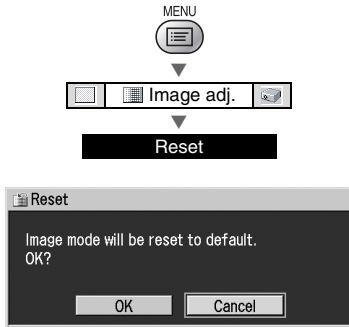 MENU
Image adj.
Reset
Reset
Image mode will be reset to default.
OK?
OK
Cancel